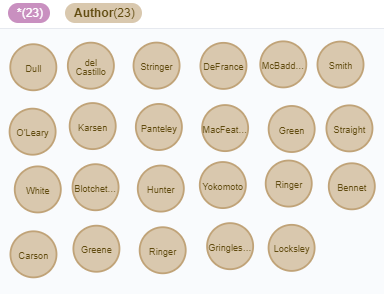 *(23) Author(23)
Dull del Castillo Stringer DeFrance McBadd... Smith
O'Leary Karsen Panteley MacFeat... Green Straight
White Blotchet... Hunter Yokomoto Ringer Bennet
Carson Greene Ringer Gringles... Locksley